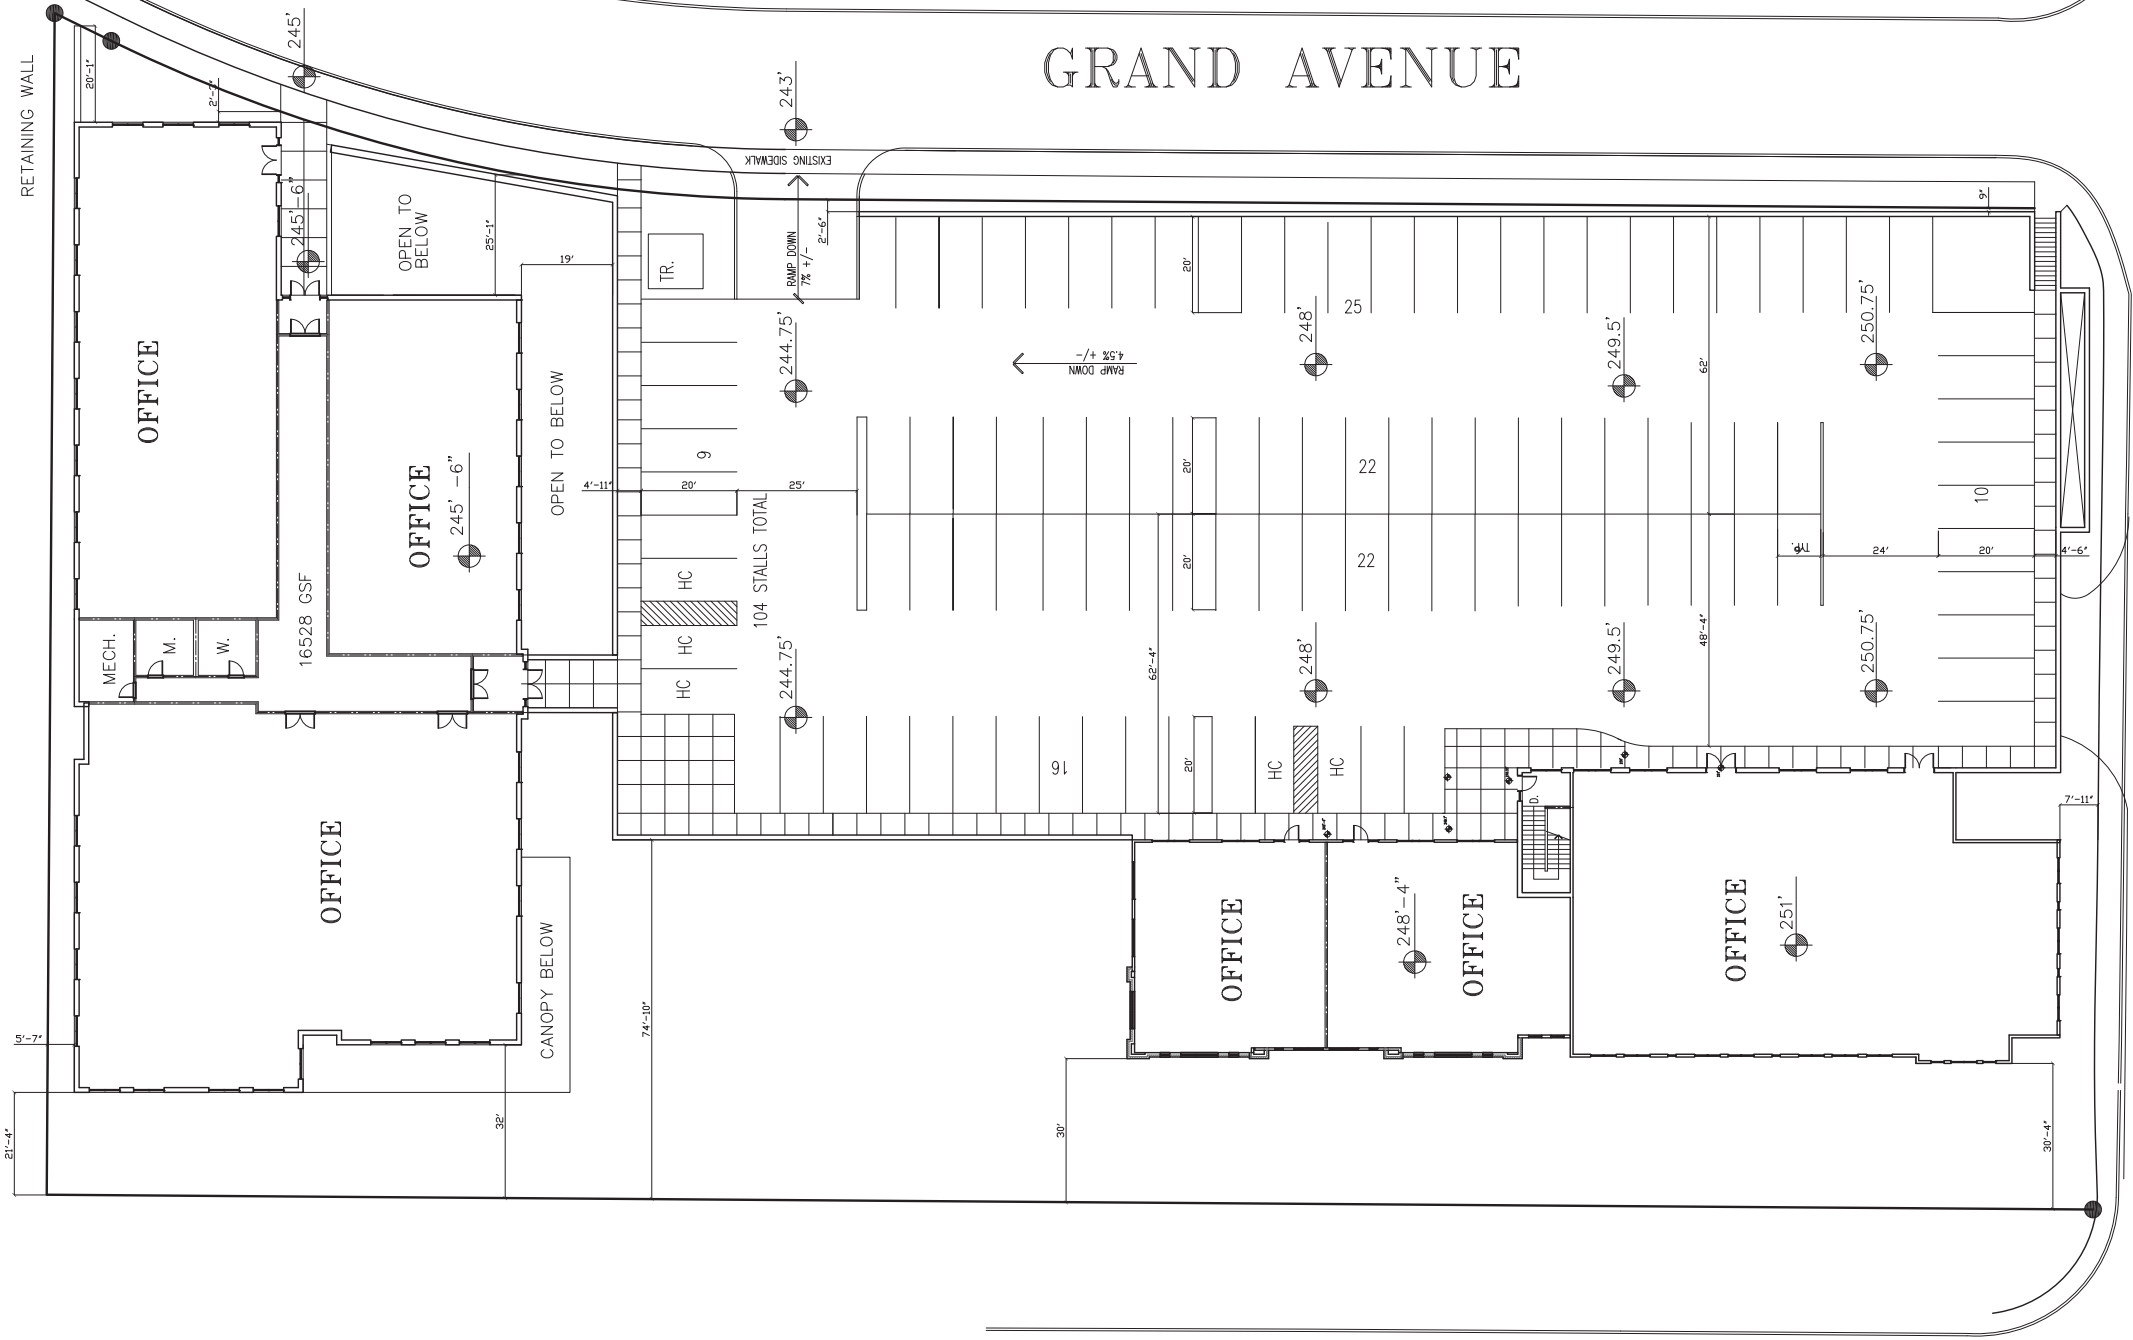 GRAND AVENUE
RETAINING WALL
20'-1"
245'
243'
EXISTING SIDEWALK
245'-6"
OPEN TO
BELOW
25'-1"
19'
TR.
RAMP DOWN
7% +/-
2'-6"
9"
20'
25
244.75'
248'
249.5'
250.75'
RAMP DOWN
4.5% +/-
62'
OFFICE
OFFICE
245' -6"
OPEN TO BELOW
9
4'-11"
20'
25'
104 STALLS TOTAL
20'
22
10
20'
22
TYP.
24'
20'
4'-6"
16528 GSF
MECH.
M.
W.
HC
HC
HC
244.75'
62'-4"
248'
249.5'
48'-4"
250.75'
16
20'
HC
HC
D.
7'-11"
OFFICE
CANOPY BELOW
74'-10"
OFFICE
248'-4"
OFFICE
OFFICE
251'
5'-7"
21'-4"
32'
30'
30'-4"